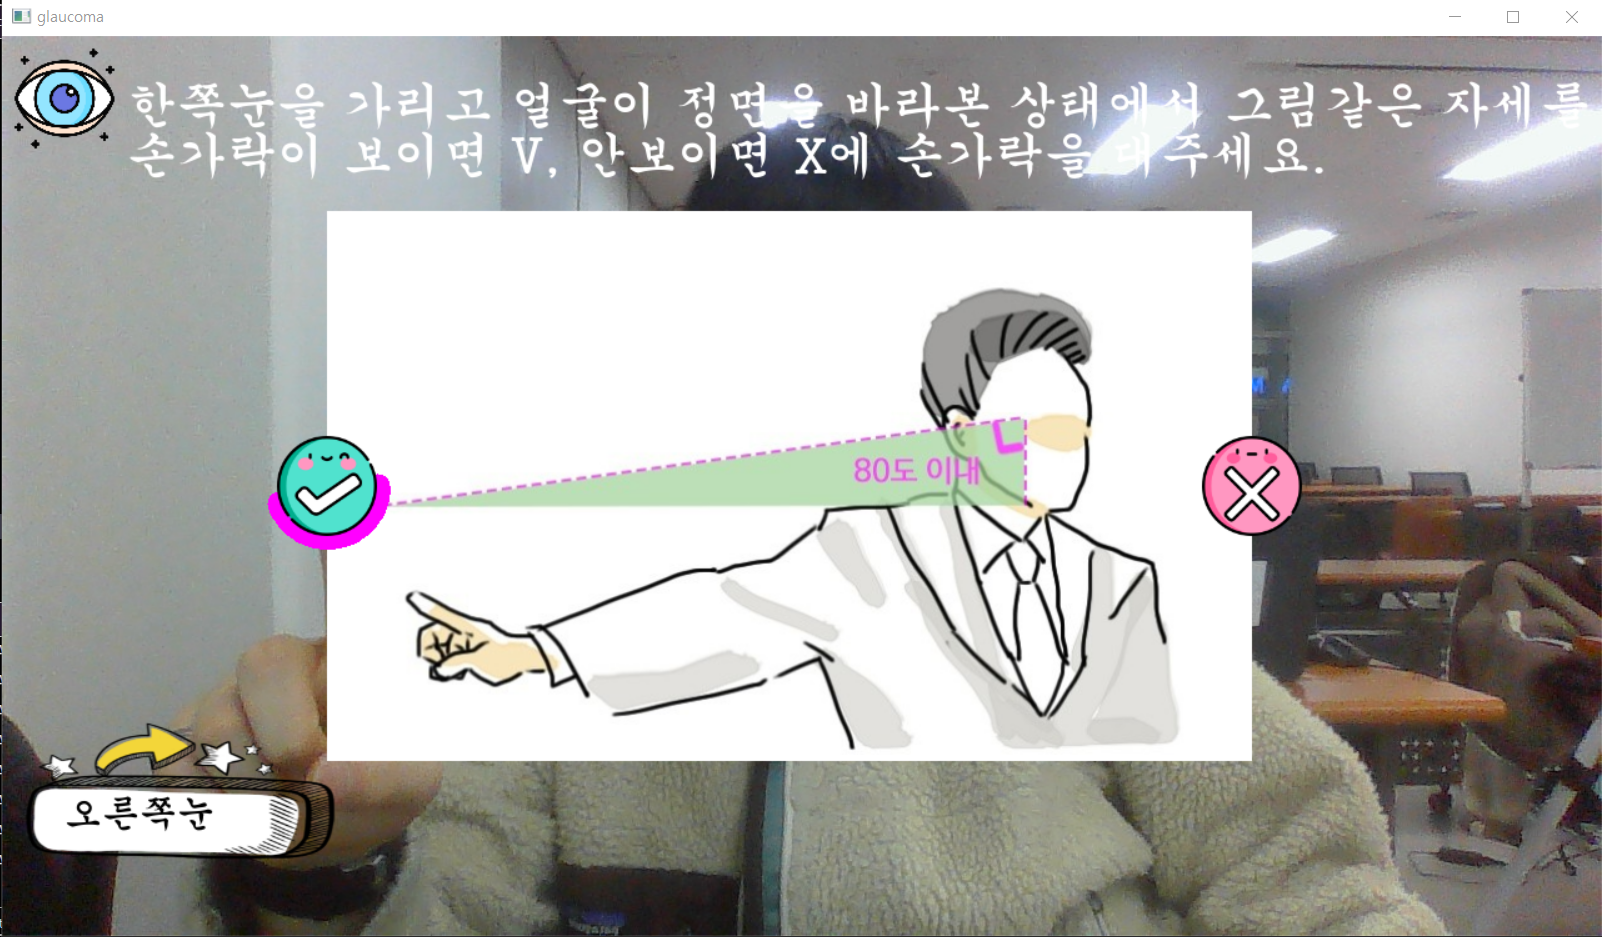 glaucoma
한쪽눈을 가리고 얼굴이 정면을 바라본 상태에서 그림같은 자세를
손가락이 보이면 V, 안보이면 X에 손가락을 대주세요.
80도 이내
오른쪽눈